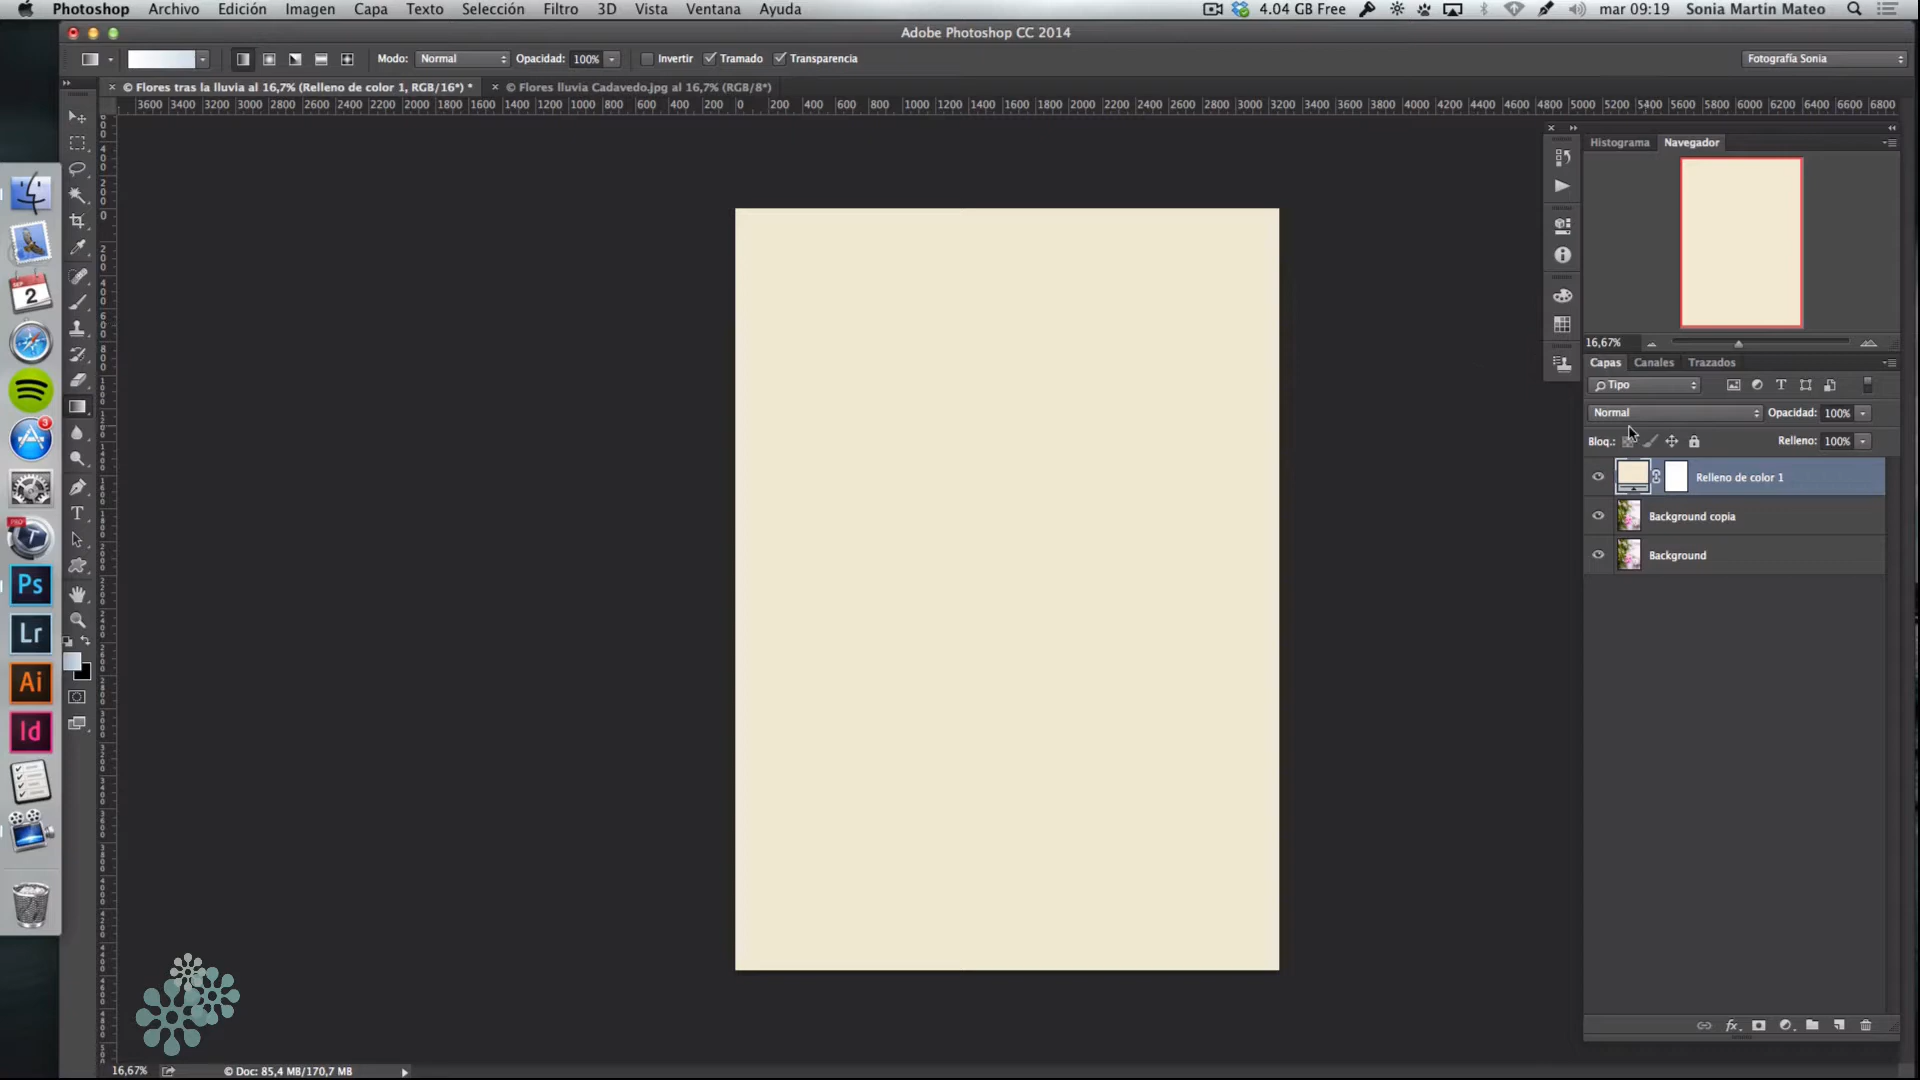 Photoshop Archivo Edición Imagen Capa Texto Selección Filtro 3D Vista Ventana Ayuda 4.04 GB Free mar 09:19 Sonia Martin Mateo
Adobe Photoshop CC 2014
Modo: Normal Opacidad: 100% Invertir Tramado Transparencia Fotografía Sonia
× © Flores tras la lluvia al 16,7% (Relleno de color 1, RGB/16*) * × © Flores lluvia Cadavedo.jpg al 16,7% (RGB/8*)
3600 3400 3200 3000 2800 2600 2400 2200 2000 1800 1600 1400 1200 1000 800 600 400 200 0 200 400 600 800 1000 1200 1400 1600 1800 2000 2200 2400 2600 2800 3000 3200 3400 3600 3800 4000 4200 4400 4600 4800 5000 5200 5400 5600 5800 6000 6200 6400 6600 6800
Histograma Navegador
16,67%
Capas Canales Trazados
Tipo
Normal Opacidad: 100%
Bloq.: Relleno: 100%
Relleno de color 1
Background copia
Background
SEP
2
3
PRO
T
Ps
Lr
Ai
Id
16,67% © Doc: 85,4 MB/170,7 MB